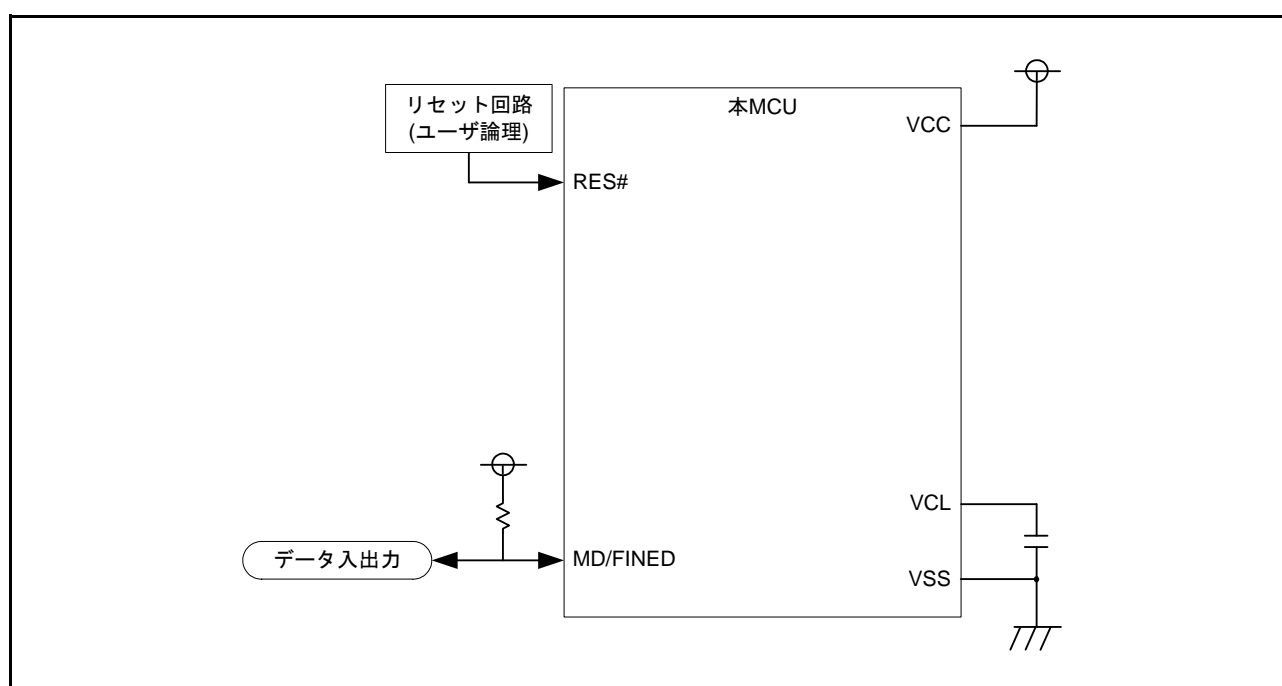 リセット回路
(ユーザ論理)
本MCU
VCC
RES#
VCL
データ入出力
MD/FINED
VSS